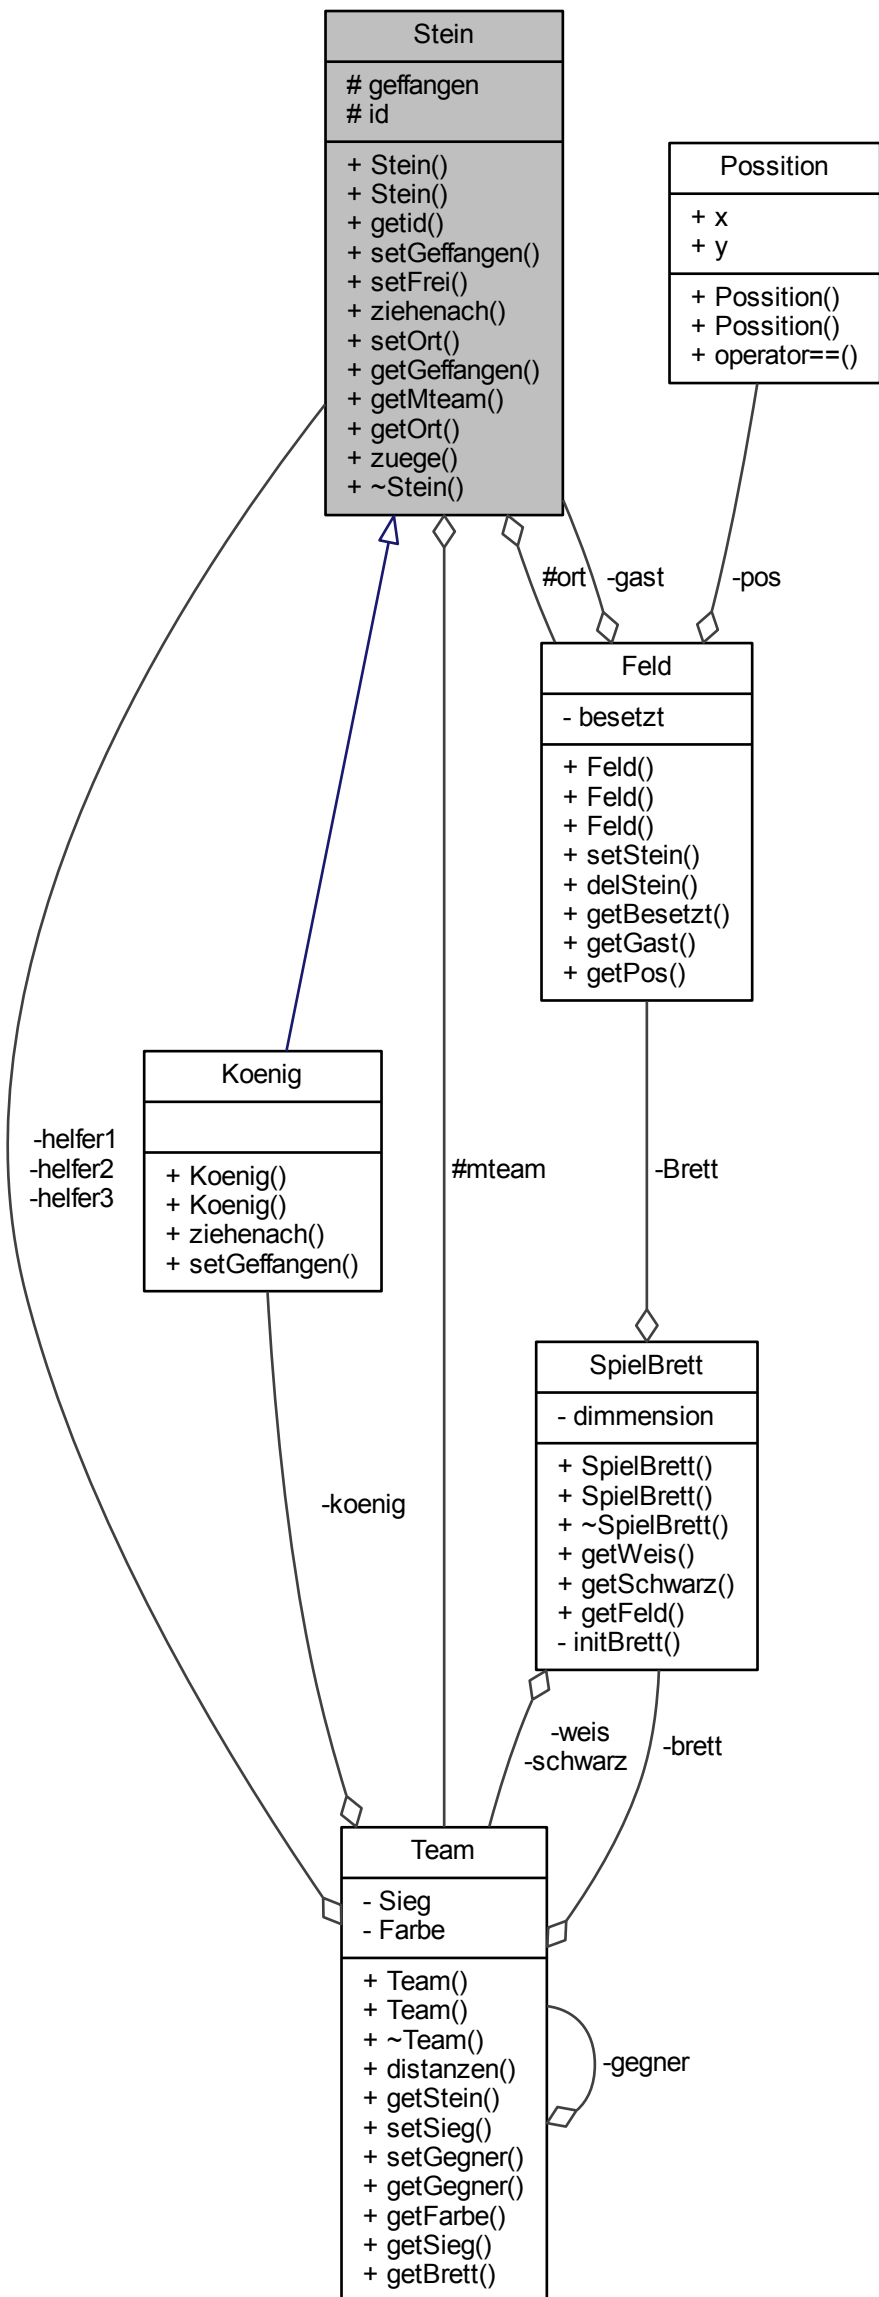 Stein
# geffangen
# id
+ Stein()
+ Stein()
+ getid()
+ setGeffangen()
+ setFrei()
+ ziehenach()
+ setOrt()
+ getGeffangen()
+ getMteam()
+ getOrt()
+ zuege()
+ ~Stein()
Possition
+ x
+ y
+ Possition()
+ Possition()
+ operator==()
#ort
-gast
-pos
Feld
- besetzt
+ Feld()
+ Feld()
+ Feld()
+ setStein()
+ delStein()
+ getBesetzt()
+ getGast()
+ getPos()
Koenig
+ Koenig()
+ Koenig()
+ ziehenach()
+ setGeffangen()
-helfer1
-helfer2
-helfer3
#mteam
-Brett
SpielBrett
- dimmension
+ SpielBrett()
+ SpielBrett()
+ ~SpielBrett()
+ getWeis()
+ getSchwarz()
+ getFeld()
- initBrett()
-koenig
-weis
-schwarz
-brett
Team
- Sieg
- Farbe
+ Team()
+ Team()
+ ~Team()
+ distanzen()
+ getStein()
+ setSieg()
+ setGegner()
+ getGegner()
+ getFarbe()
+ getSieg()
+ getBrett()
-gegner